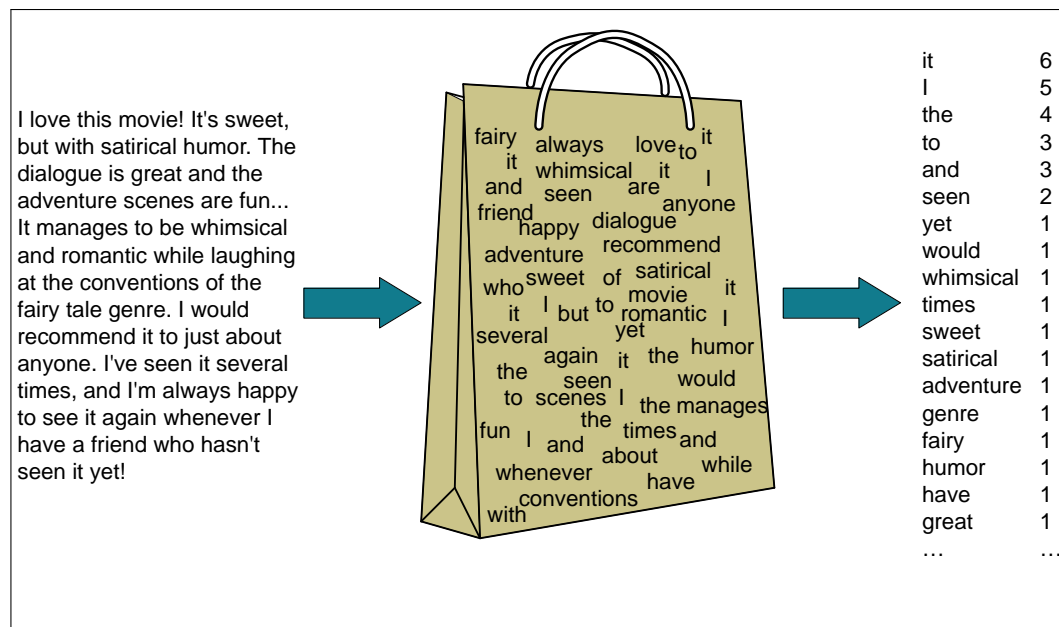 I love this movie! It's sweet,
but with satirical humor. The
dialogue is great and the
adventure scenes are fun...
It manages to be whimsical
and romantic while laughing
at the conventions of the
fairy tale genre. I would
recommend it to just about
anyone. I've seen it several
times, and I'm always happy
to see it again whenever I
have a friend who hasn't
seen it yet!
fairy always love to it
it whimsical it I
and seen are anyone
friend happy dialogue
adventure recommend
who sweet of satirical it
it I but to movie romantic I
several yet
again it the humor
the seen would
to scenes I the manages
fun I and the times and
whenever about have while
with conventions
it 6
I 5
the 4
to 3
and 3
seen 2
yet 1
would 1
whimsical 1
times 1
sweet 1
satirical 1
adventure 1
genre 1
fairy 1
humor 1
have 1
great 1
… …